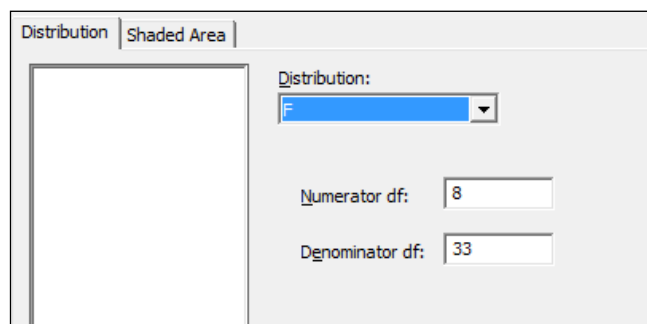 Distribution Shaded Area
Distribution:
F
Numerator df: 8
Denominator df: 33